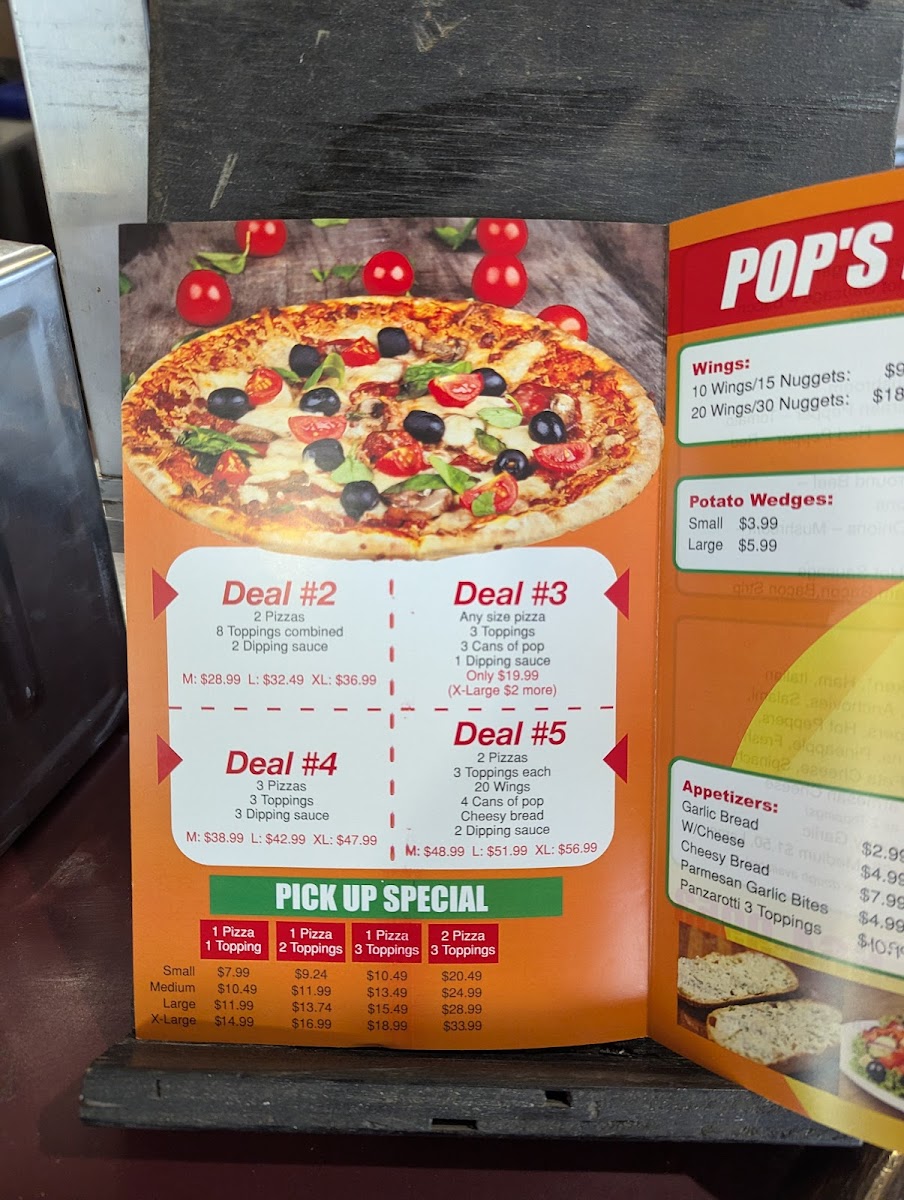 Deal #2
2 Pizzas
8 Toppings combined
2 Dipping sauce
M: $28.99 L: $32.49 XL: $36.99
Deal #3
Any size pizza
3 Toppings
3 Cans of pop
1 Dipping sauce
Only $19.99
(X-Large $2 more)
Deal #4
3 Pizzas
3 Toppings
3 Dipping sauce
M: $38.99 L: $42.99 XL: $47.99
Deal #5
2 Pizzas
3 Toppings each
20 Wings
4 Cans of pop
Cheesy bread
2 Dipping sauce
M: $48.99 L: $51.99 XL: $56.99
PICK UP SPECIAL
1 Pizza 1 Pizza 1 Pizza 2 Pizza
1 Topping 2 Toppings 3 Toppings 3 Toppings
Small $7.99 $9.24 $10.49 $20.49
Medium $10.49 $11.99 $13.49 $24.99
Large $11.99 $13.74 $15.49 $28.99
X-Large $14.99 $16.99 $18.99 $33.99
POP'S
Wings:
10 Wings/15 Nuggets: $9
20 Wings/30 Nuggets: $18
Potato Wedges:
Small $3.99
Large $5.99
Appetizers:
Garlic Bread $2.99
W/Cheese $4.99
Cheesy Bread $7.99
Parmesan Garlic Bites $4.99
Panzarotti 3 Toppings